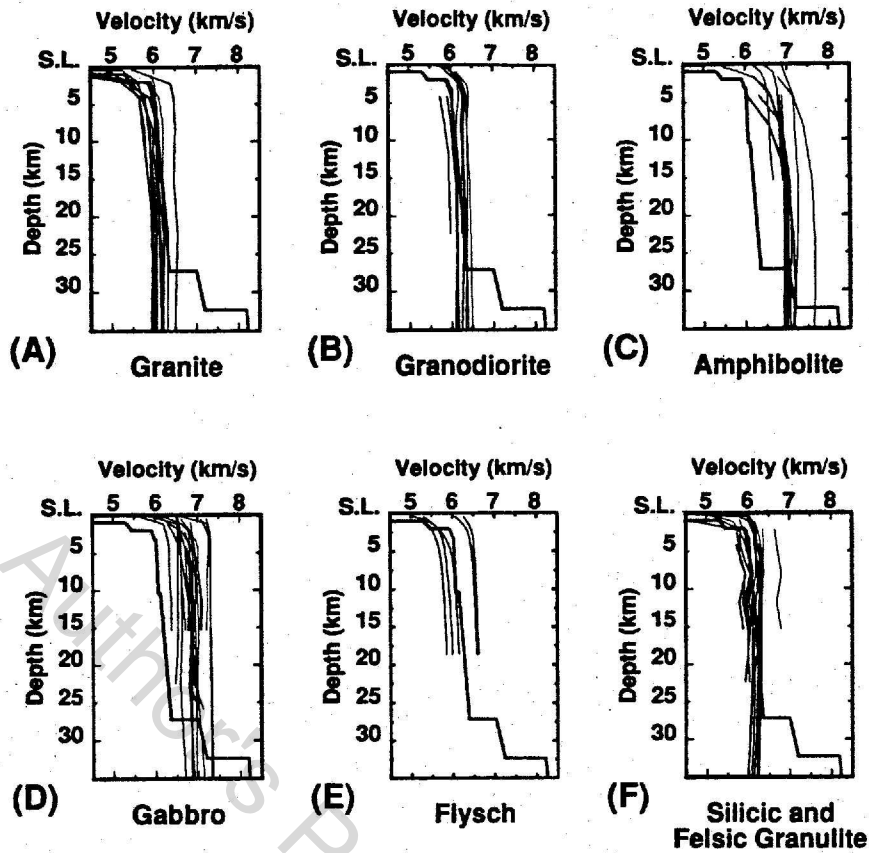 Velocity (km/s) Velocity (km/s) Velocity (km/s)
5 6 7 8 5 6 7 8 5 6 7 8
S.L. S.L. S.L.
5 5 5
10 10 10
15 15 15
20 20 20
25 25 25
30 30 30
Depth (km) Depth (km) Depth (km)
(A) (B) (C)
Granite Granodiorite Amphibolite
Velocity (km/s) Velocity (km/s) Velocity (km/s)
5 6 7 8 5 6 7 8 5 6 7 8
S.L. S.L. S.L.
5 5 5
10 10 10
15 15 15
20 20 20
25 25 25
30 30 30
Depth (km) Depth (km) Depth (km)
(D) (E) (F)
Gabbro Flysch Silicic and
Felsic Granulite
Author's P